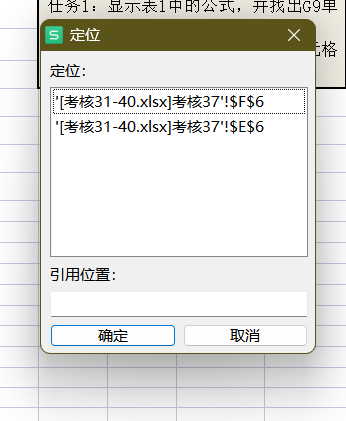 任务1：显示表1中的公式，并找出G9单
元格
定位
定位:
'[考核31-40.xlsx]考核37'!$F$6
'[考核31-40.xlsx]考核37'!$E$6
引用位置:
确定
取消